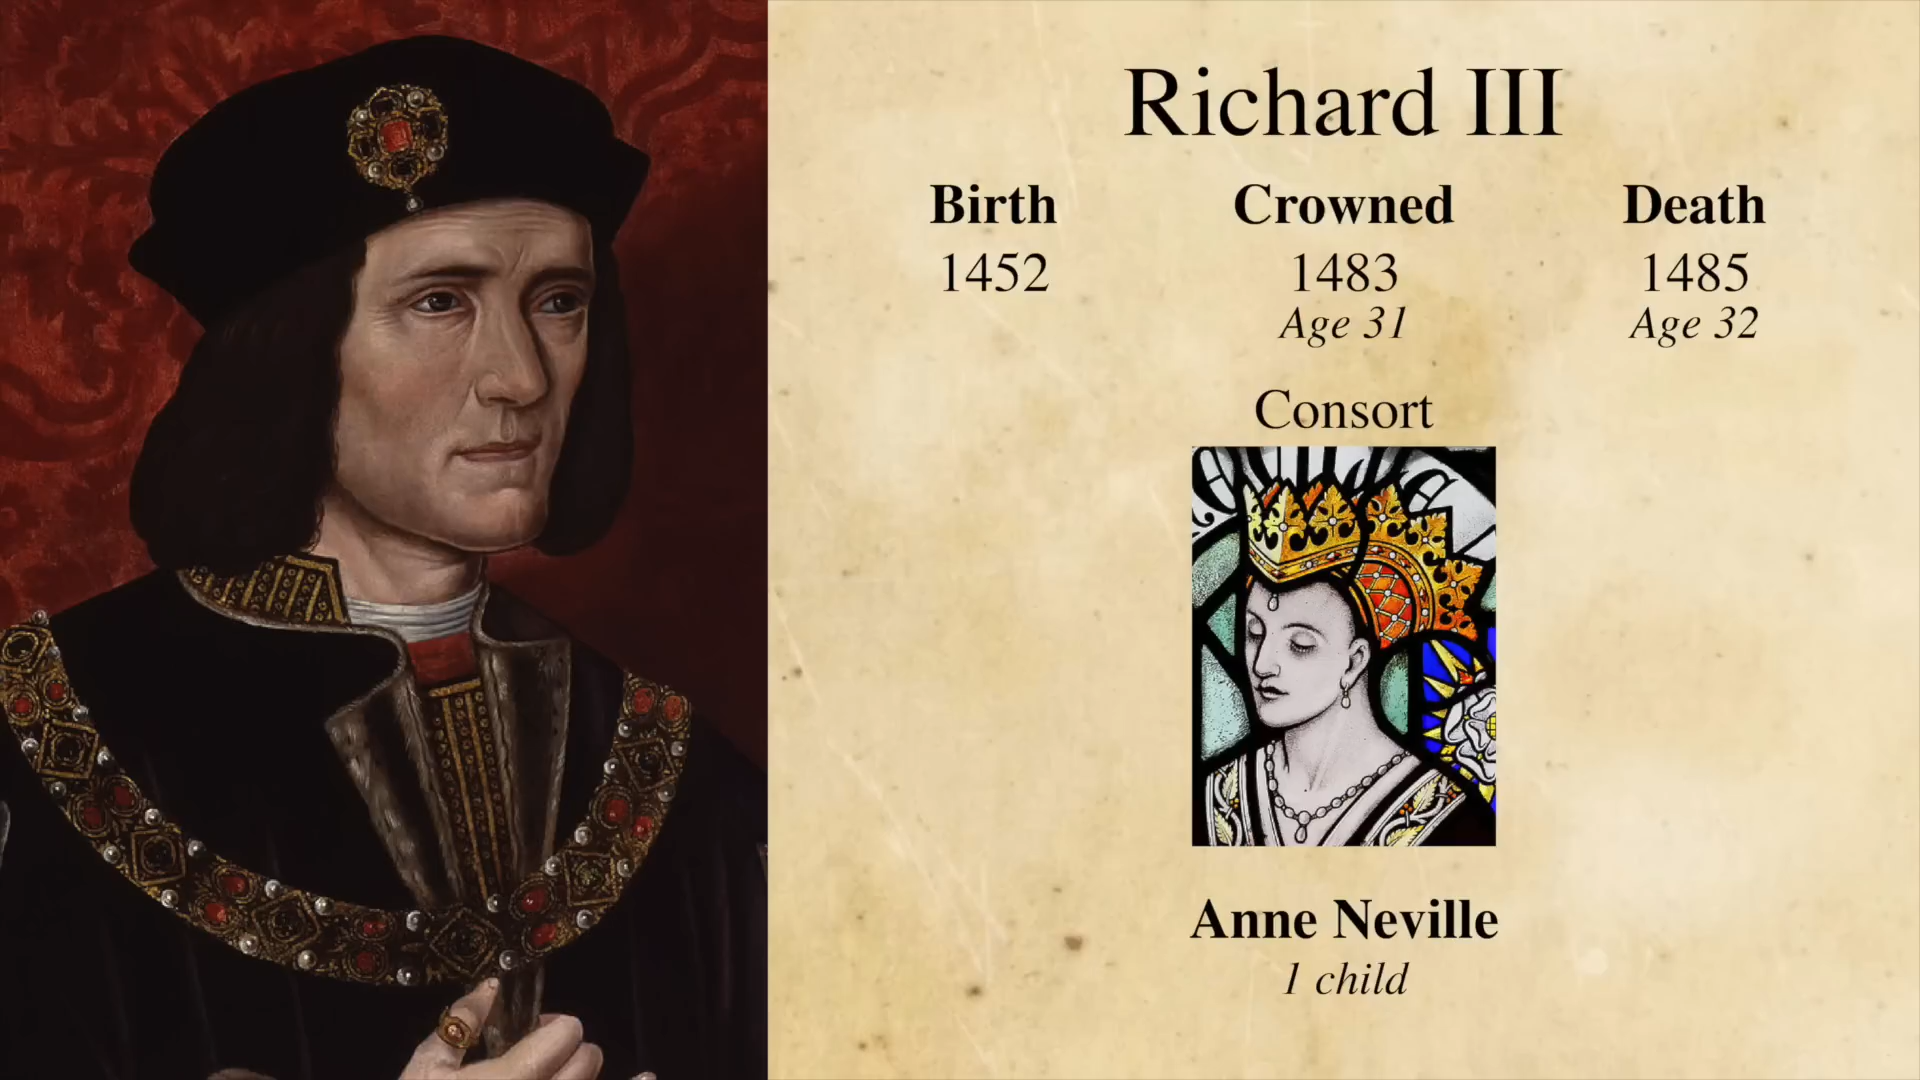 Richard III
Birth
Crowned
Death
1452
1483
1485
Age 31
Age 32
Consort
Anne Neville
1 child